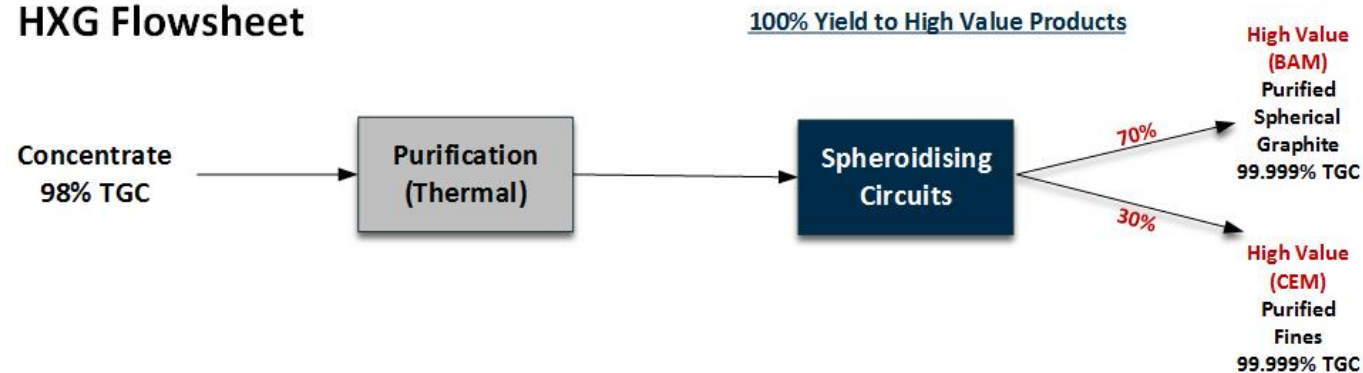 HXG Flowsheet
100% Yield to High Value Products
Concentrate
98% TGC
Purification
(Thermal)
Spheroidising
Circuits
70%
30%
High Value
(BAM)
Purified
Spherical
Graphite
99.999% TGC
High Value
(CEM)
Purified
Fines
99.999% TGC